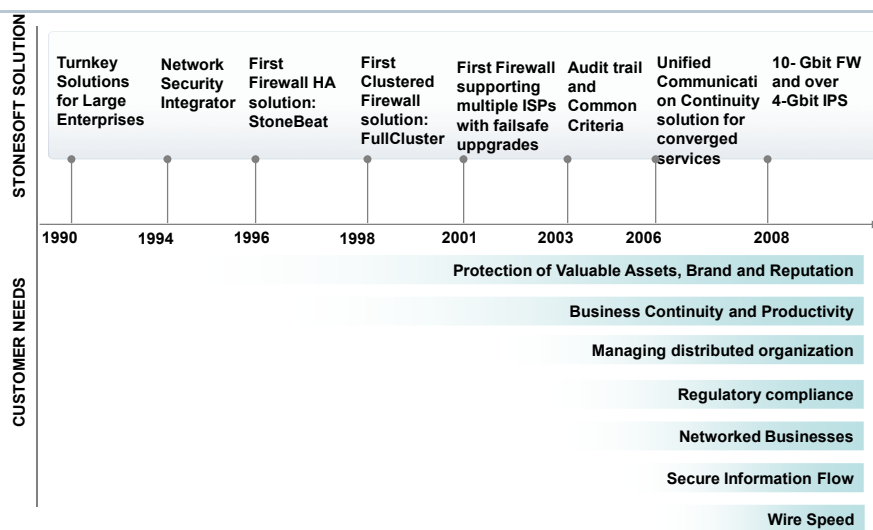 STONESOFT SOLUTION
Turnkey
Solutions
for Large
Enterprises
Network
Security
Integrator
First
Firewall HA
solution:
StoneBeat
First
Clustered
Firewall
solution:
FullCluster
First Firewall
supporting
multiple ISPs
with failsafe
uppgrades
Audit trail
and
Common
Criteria
Unified
Communicati
on Continuity
solution for
converged
services
10- Gbit FW
and over
4-Gbit IPS
1990 1994 1996 1998 2001 2003 2006 2008
CUSTOMER NEEDS
Protection of Valuable Assets, Brand and Reputation
Business Continuity and Productivity
Managing distributed organization
Regulatory compliance
Networked Businesses
Secure Information Flow
Wire Speed